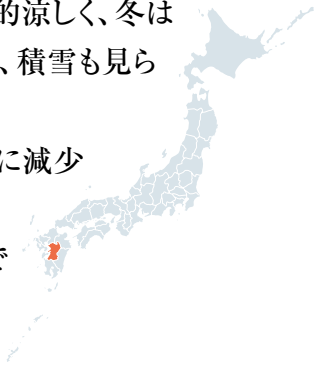 的涼しく、冬は
、積雪も見ら
に減少
で